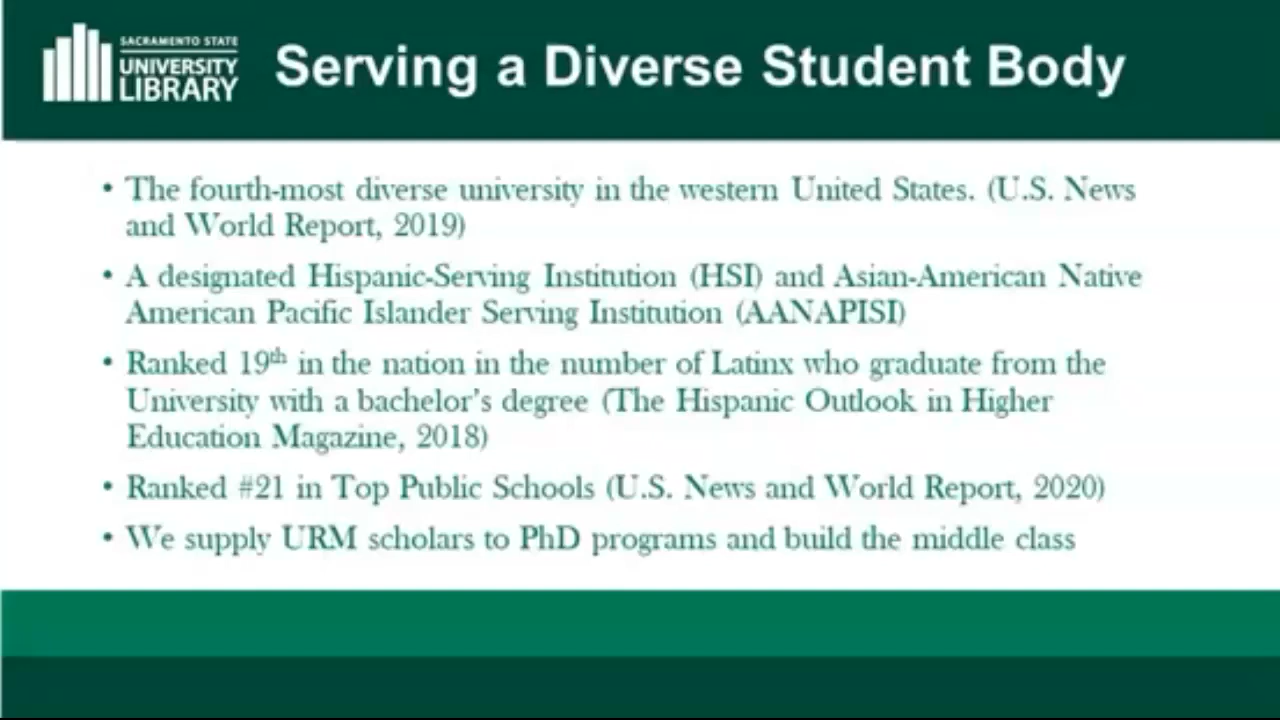 SACRAMENTO STATE
UNIVERSITY
LIBRARY
Serving a Diverse Student Body
• The fourth-most diverse university in the western United States. (U.S. News
and World Report, 2019)
• A designated Hispanic-Serving Institution (HSI) and Asian-American Native
American Pacific Islander Serving Institution (AANAPISI)
• Ranked 19th in the nation in the number of Latinx who graduate from the
University with a bachelor's degree (The Hispanic Outlook in Higher
Education Magazine, 2018)
• Ranked #21 in Top Public Schools (U.S. News and World Report, 2020)
• We supply URM scholars to PhD programs and build the middle class